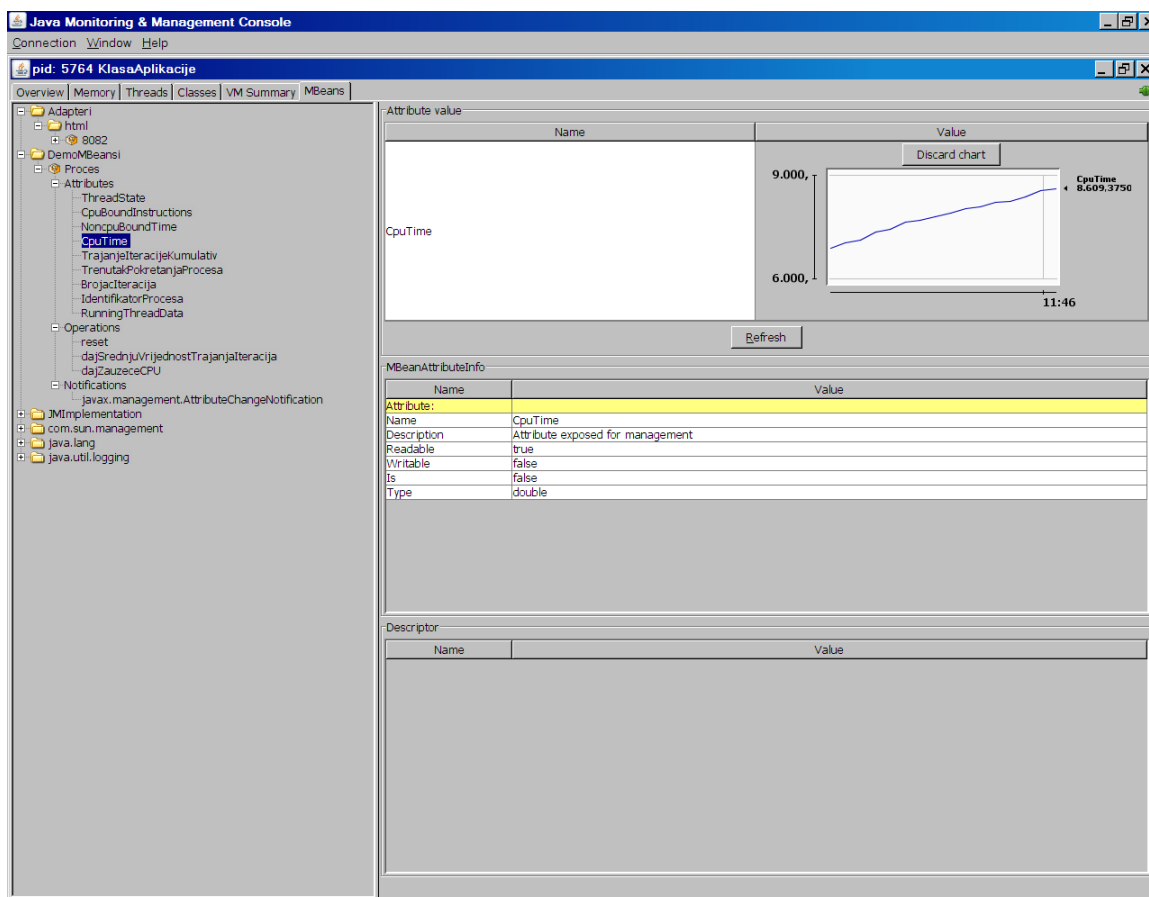 Java Monitoring & Management Console
Connection Window Help
pid: 5764 KlasaAplikacije
Overview Memory Threads Classes VM Summary MBeans
Adapteri
html
8082
DemoMBeansi
Proces
Attributes
ThreadState
CpuBoundInstructions
NoncpuBoundTime
CpuTime
TrajanjeIteracijeKumulativ
TrenutakPokretanjaProcesa
BrojacIteracija
IdentifikatorProcesa
RunningThreadData
Operations
reset
dajSrednjuVrijednostTrajanjaIteracija
dajZauzeceCPU
Notifications
javax.management.AttributeChangeNotification
JMImplementation
com.sun.management
java.lang
java.util.logging
Attribute value
Name Value
CpuTime
Discard chart
9.000,
6.000,
CpuTime
8.609,3750
11:46
Refresh
MBeanAttributeInfo
Name Value
Attribute:
Name CpuTime
Description Attribute exposed for management
Readable true
Writable false
Is false
Type double
Descriptor
Name Value